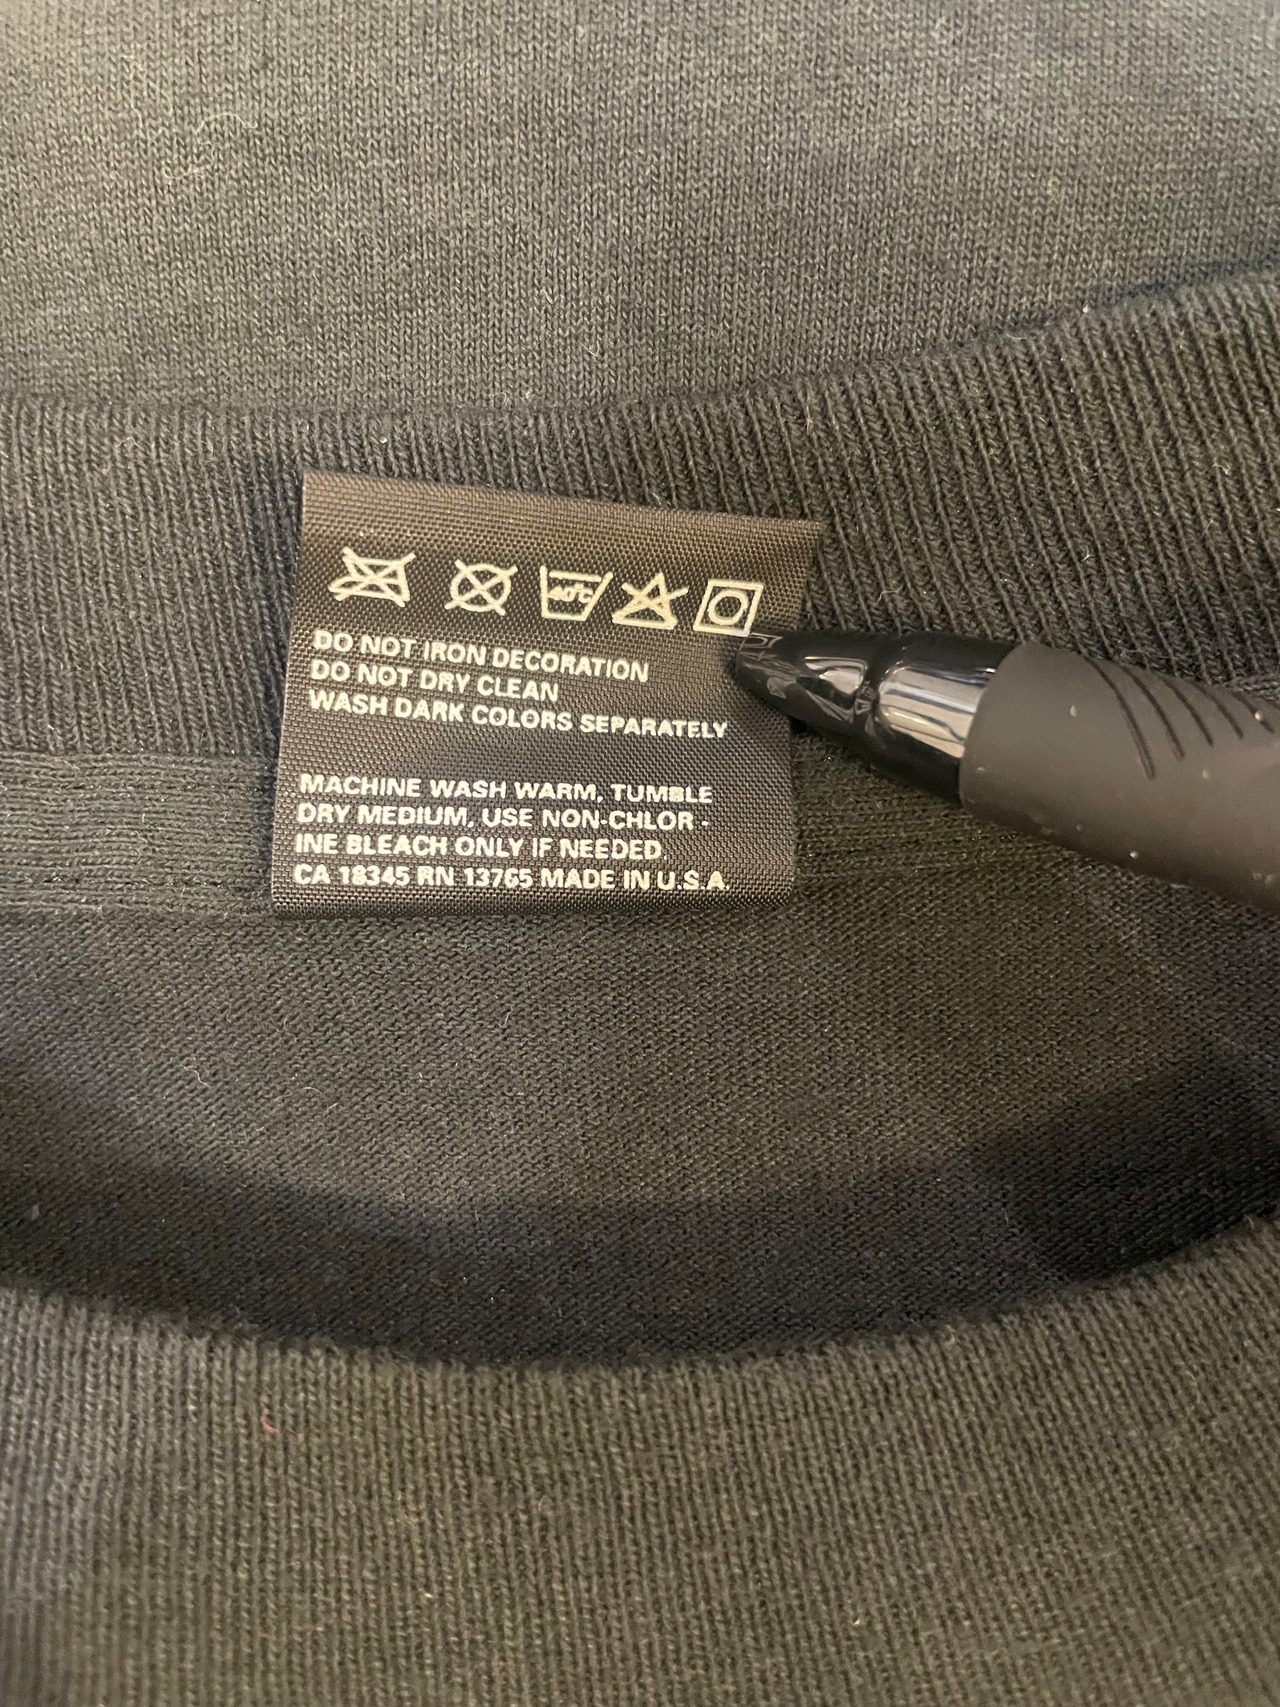 40°C
DO NOT IRON DECORATION
DO NOT DRY CLEAN
WASH DARK COLORS SEPARATELY
MACHINE WASH WARM, TUMBLE
DRY MEDIUM, USE NON-CHLOR -
INE BLEACH ONLY IF NEEDED.
CA 18345 RN 13765 MADE IN U.S.A.